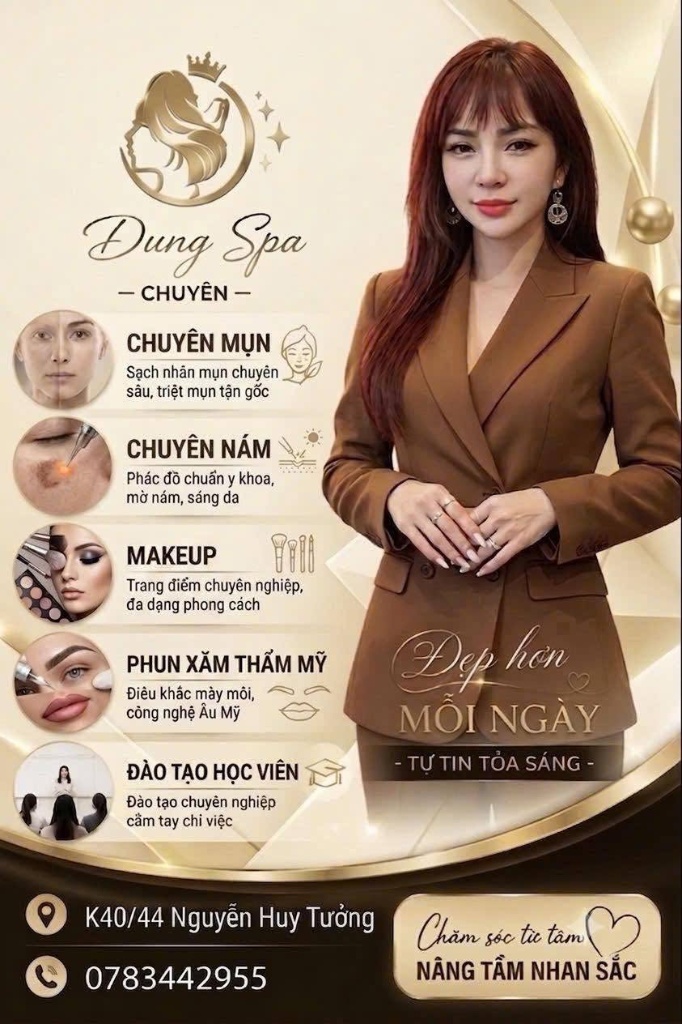 Dung Spa
— CHUYÊN —
CHUYÊN MỤN
Sạch nhân mụn chuyên
sâu, triệt mụn tận gốc
CHUYÊN NÁM
Phác đồ chuẩn y khoa,
mờ nám, sáng da
MAKEUP
Trang điểm chuyên nghiệp,
đa dạng phong cách
PHUN XĂM THẨM MỸ
Điêu khắc mày môi,
công nghệ Âu Mỹ
ĐÀO TẠO HỌC VIÊN
Đào tạo chuyên nghiệp
cầm tay chỉ việc
Đẹp hơn
MỖI NGÀY
- TỰ TIN TỎA SÁNG -
K40/44 Nguyễn Huy Tưởng
0783442955
Chăm sóc từ tâm
NÂNG TẦM NHAN SẮC